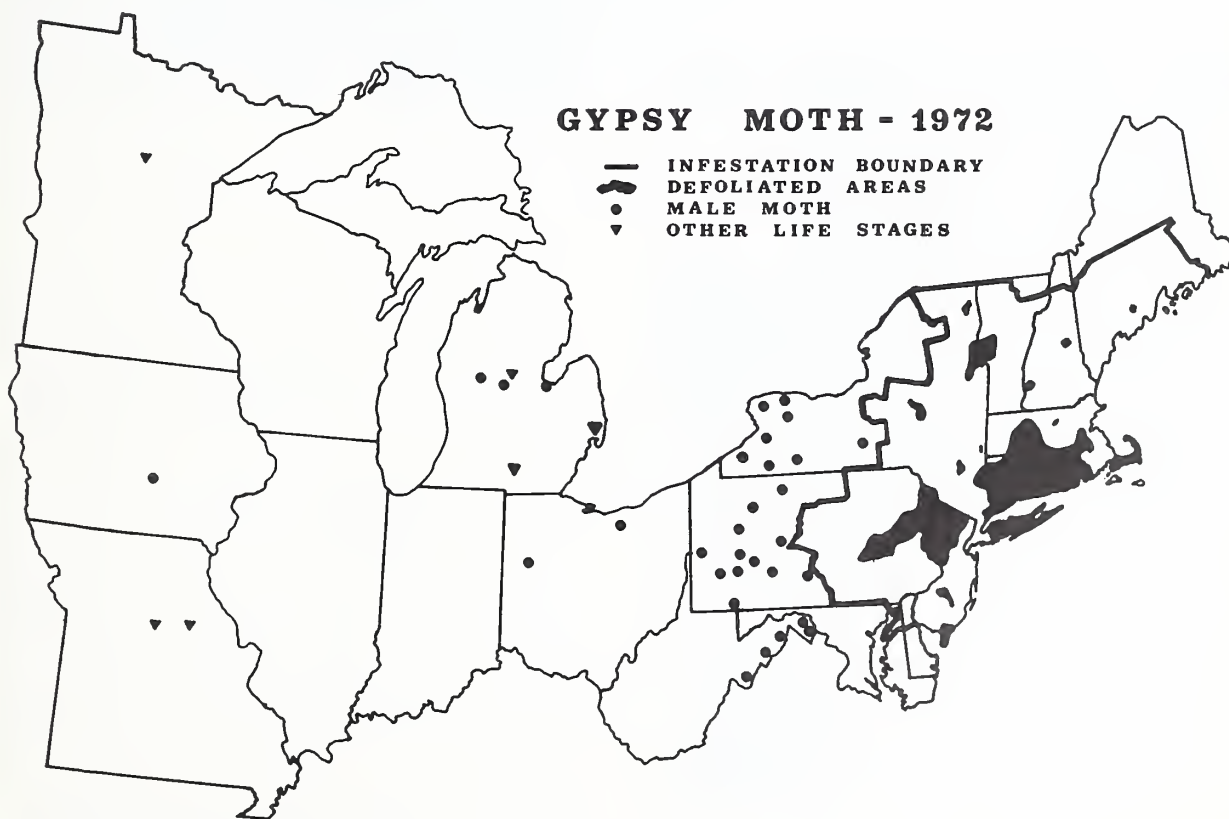 GYPSY MOTH - 1972
INFESTATION BOUNDARY
DEFOLIATED AREAS
MALE MOTH
OTHER LIFE STAGES